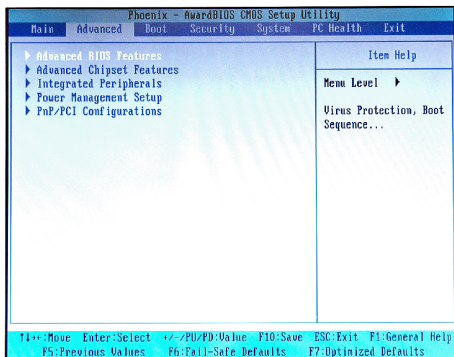 Phoenix - AwardBIOS CMOS Setup Utility
Main Advanced Boot Security System PC Health Exit
Advanced BIOS Features
Advanced Chipset Features
Integrated Peripherals
Power Management Setup
PnP/PCI Configurations
Item Help
Menu Level
Virus Protection, Boot
Sequence...
↑↓→←:Move Enter:Select +/-/PU/PD:Value F10:Save ESC:Exit F1:General Help
F5:Previous Values F6:Fail-Safe Defaults F7:Optimized Defaults